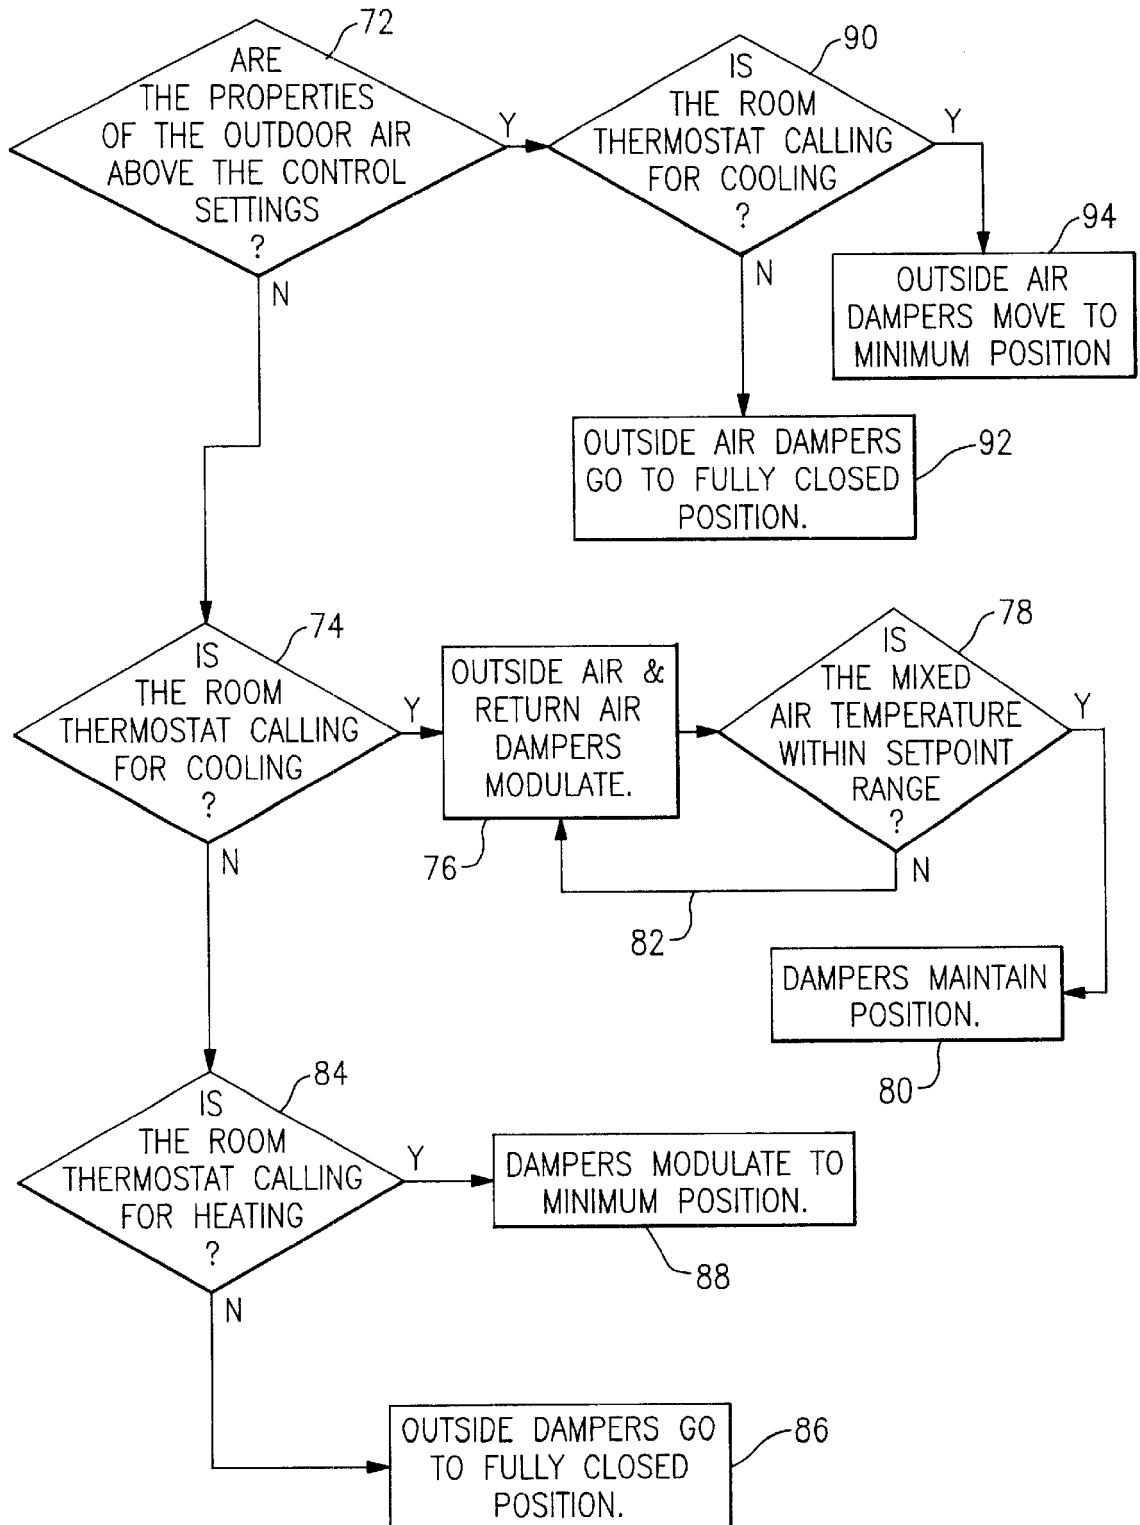 72
ARE
THE PROPERTIES
OF THE OUTDOOR AIR
ABOVE THE CONTROL
SETTINGS
?
Y
N
90
IS
THE ROOM
THERMOSTAT CALLING
FOR COOLING
?
Y
N
94
OUTSIDE AIR
DAMPERS MOVE TO
MINIMUM POSITION
OUTSIDE AIR DAMPERS
GO TO FULLY CLOSED
POSITION.
92
74
IS
THE ROOM
THERMOSTAT CALLING
FOR COOLING
?
Y
N
OUTSIDE AIR &
RETURN AIR
DAMPERS
MODULATE.
76
78
IS
THE MIXED
AIR TEMPERATURE
WITHIN SETPOINT
RANGE
?
Y
N
82
DAMPERS MAINTAIN
POSITION.
80
84
IS
THE ROOM
THERMOSTAT CALLING
FOR HEATING
?
Y
N
DAMPERS MODULATE TO
MINIMUM POSITION.
88
OUTSIDE DAMPERS GO
TO FULLY CLOSED
POSITION.
86